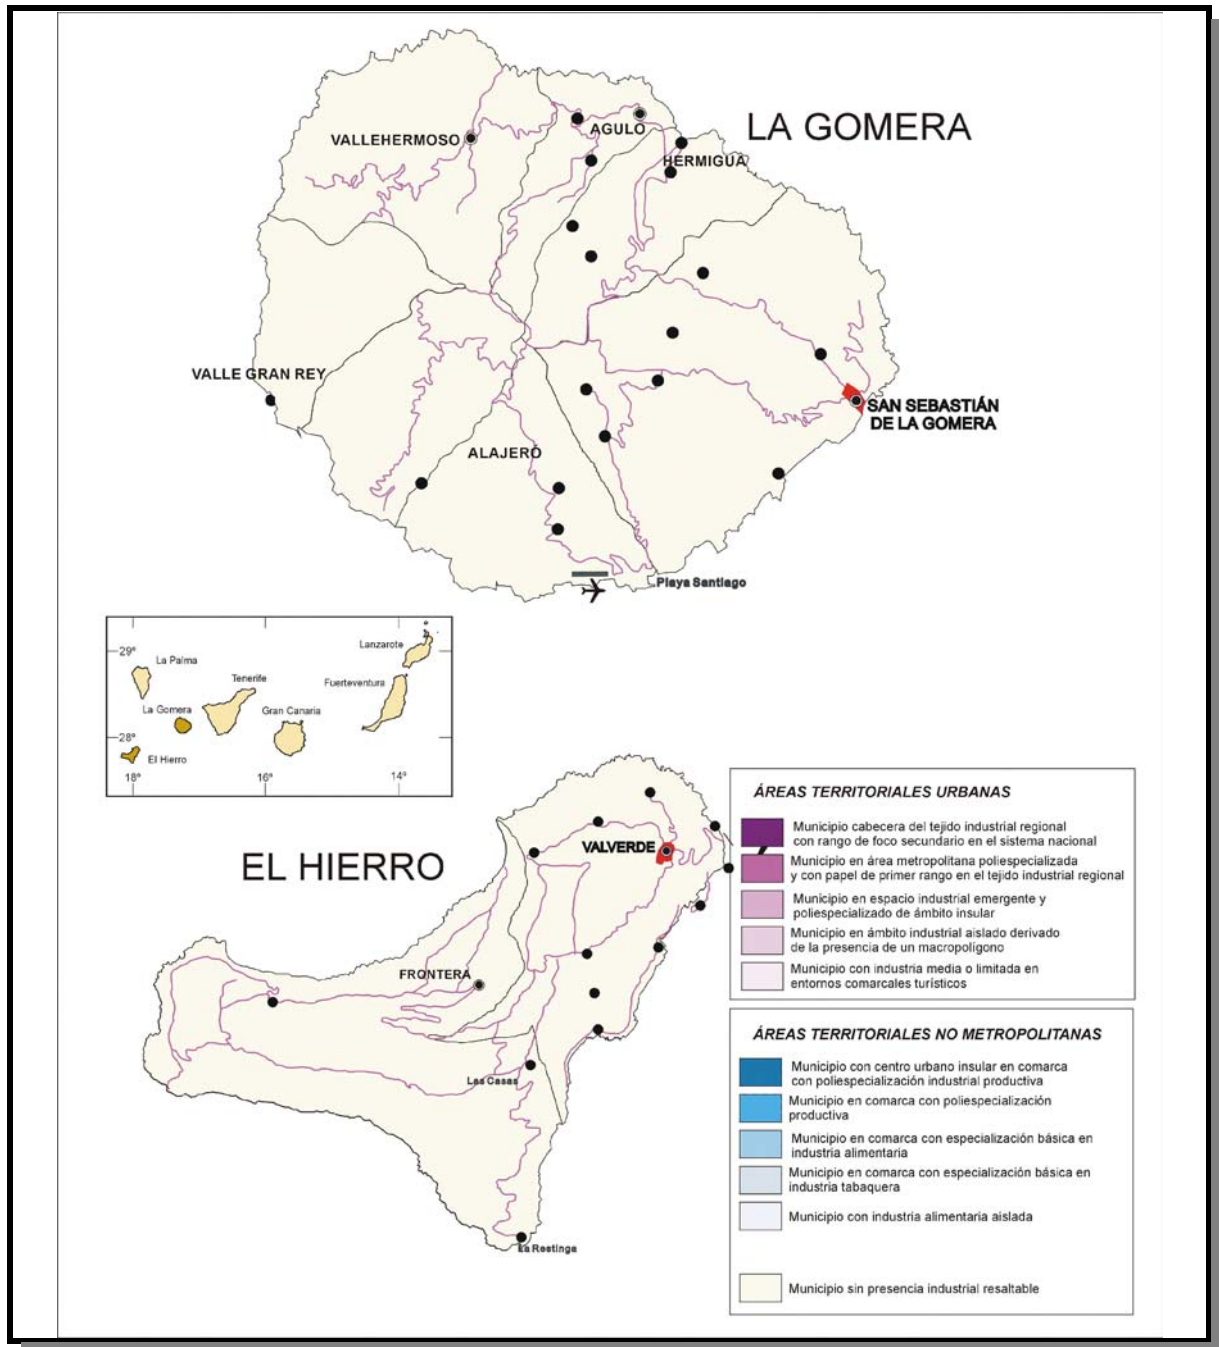 LA GOMERA
VALLEHERMOSO
AGULO
HERMIGUA
VALLE GRAN REY
SAN SEBASTIÁN
DE LA GOMERA
ALAJERÓ
Playa Santiago
29º
28º
18º
16º
14º
La Palma
La Gomera
El Hierro
Tenerife
Gran Canaria
Fuerteventura
Lanzarote
EL HIERRO
VALVERDE
FRONTERA
Las Casas
La Restinga
ÁREAS TERRITORIALES URBANAS
Municipio cabecera del tejido industrial regional
con rango de foco secundario en el sistema nacional
Municipio en área metropolitana poliespecializada
y con papel de primer rango en el tejido industrial regional
Municipio en espacio industrial emergente y
poliespecializado de ámbito insular
Municipio en ámbito industrial aislado derivado
de la presencia de un macropolígono
Municipio con industria media o limitada en
entornos comarcales turísticos
ÁREAS TERRITORIALES NO METROPOLITANAS
Municipio con centro urbano insular en comarca
con poliespecialización industrial productiva
Municipio en comarca con poliespecialización
productiva
Municipio en comarca con especialización básica en
industria alimentaria
Municipio en comarca con especialización básica en
industria tabaquera
Municipio con industria alimentaria aislada
Municipio sin presencia industrial resaltable